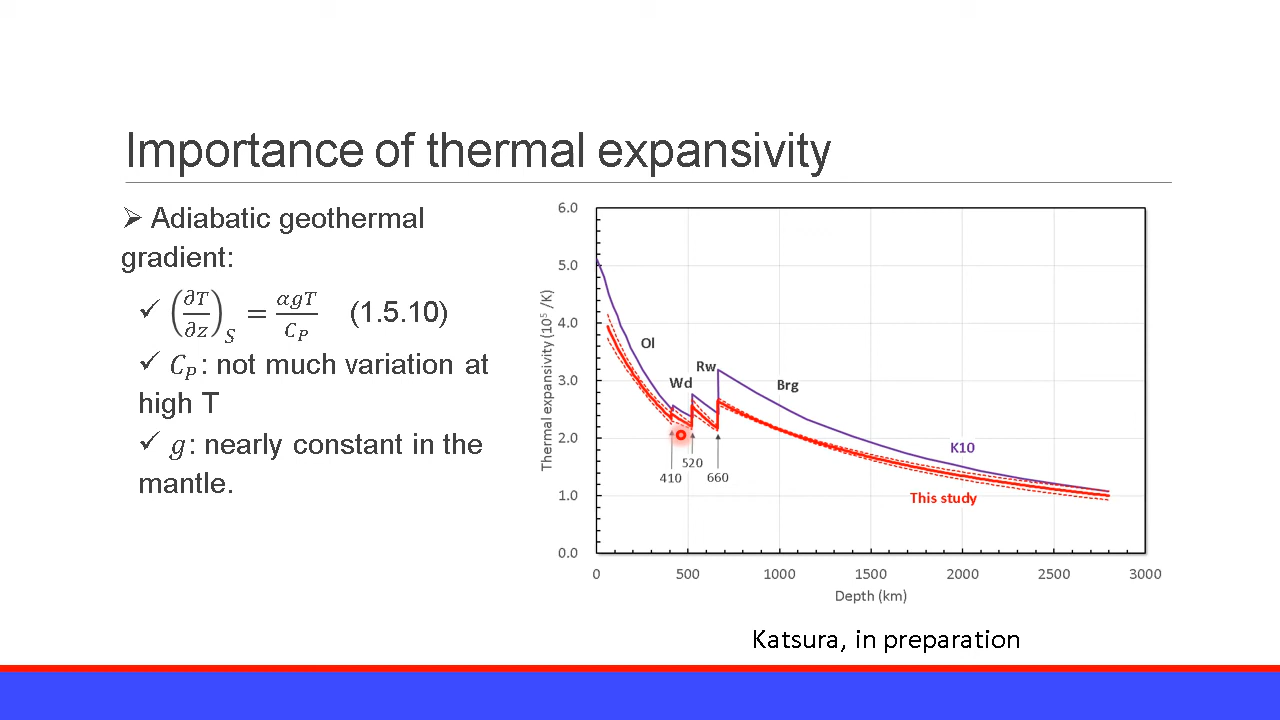 Importance of thermal expansivity
➢ Adiabatic geothermal
gradient:
✓ (∂T/∂z)_S = αgT/C_P (1.5.10)
✓ C_P: not much variation at
high T
✓ g: nearly constant in the
mantle.
6.0
5.0
4.0
3.0
2.0
1.0
0.0
Thermal expansivity (10⁵ /K)
Ol
Wd
Rw
Brg
K10
This study
410
520
660
0
500
1000
1500
2000
2500
3000
Depth (km)
Katsura, in preparation